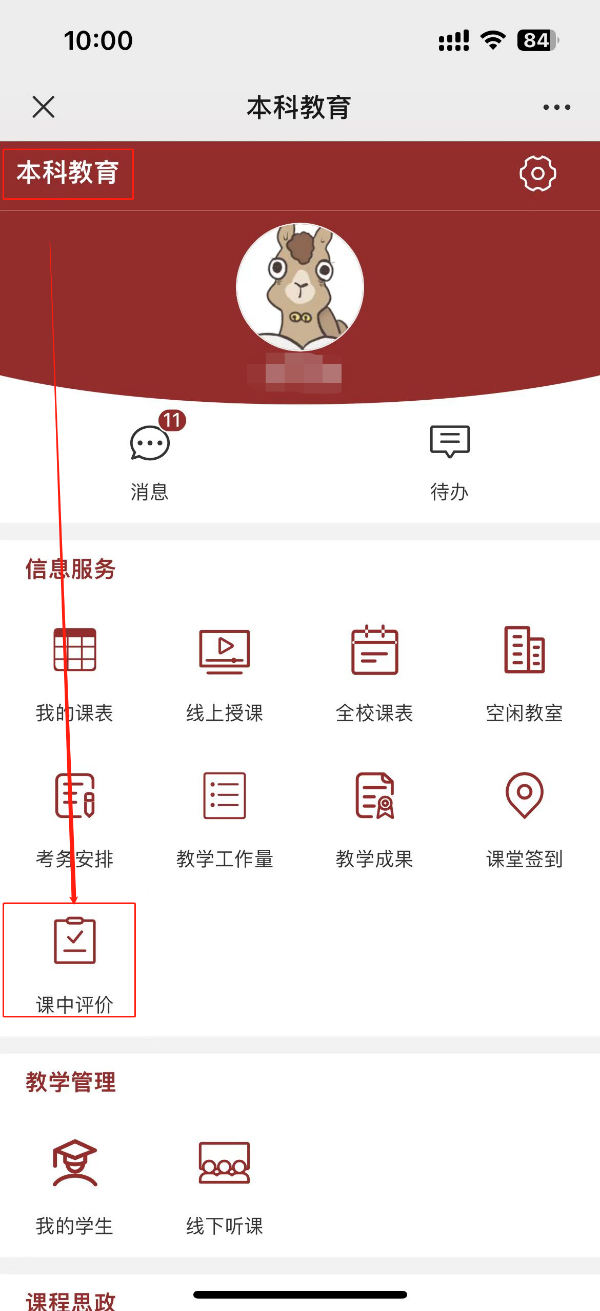 10:00
84
本科教育
本科教育
11
消息
待办
信息服务
我的课表
线上授课
全校课表
空闲教室
考务安排
教学工作量
教学成果
课堂签到
课中评价
教学管理
我的学生
线下听课
课程思政